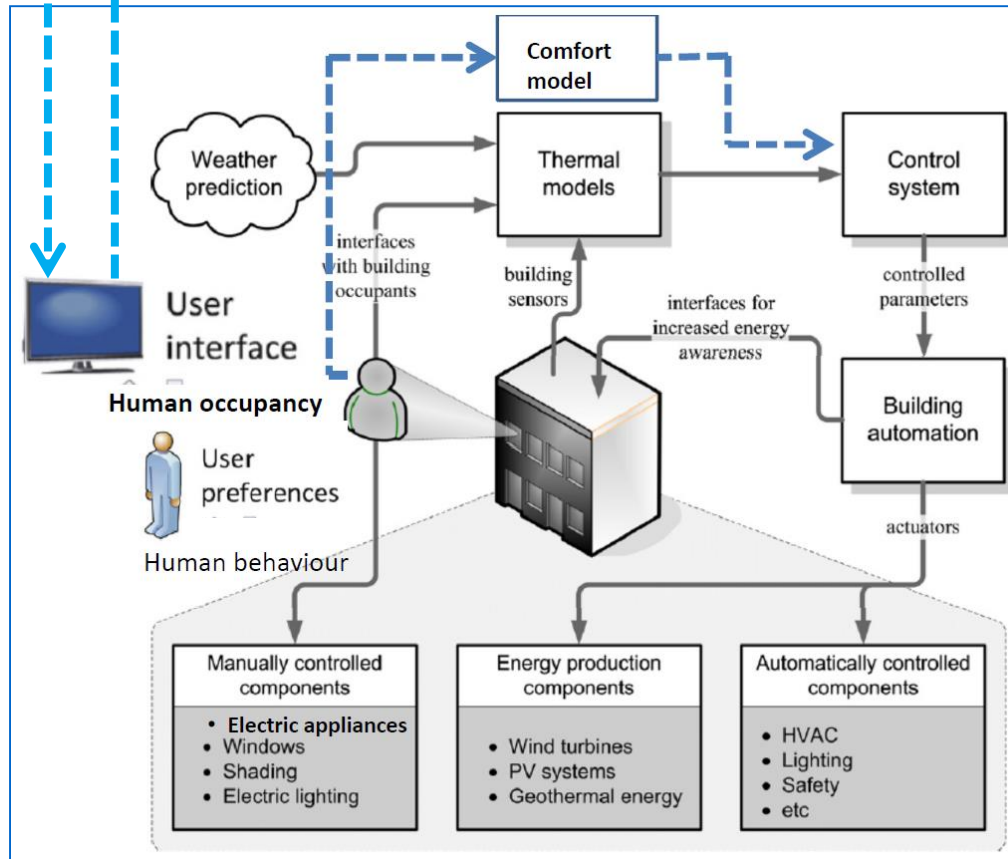 Comfort
model
Weather
prediction
Thermal
models
Control
system
interfaces
with building
occupants
building
sensors
interfaces for
increased energy
awareness
controlled
parameters
User
interface
Human occupancy
User
preferences
Human behaviour
Building
automation
actuators
Manually controlled
components
• Electric appliances
• Windows
• Shading
• Electric lighting
Energy production
components
• Wind turbines
• PV systems
• Geothermal energy
Automatically controlled
components
• HVAC
• Lighting
• Safety
• etc